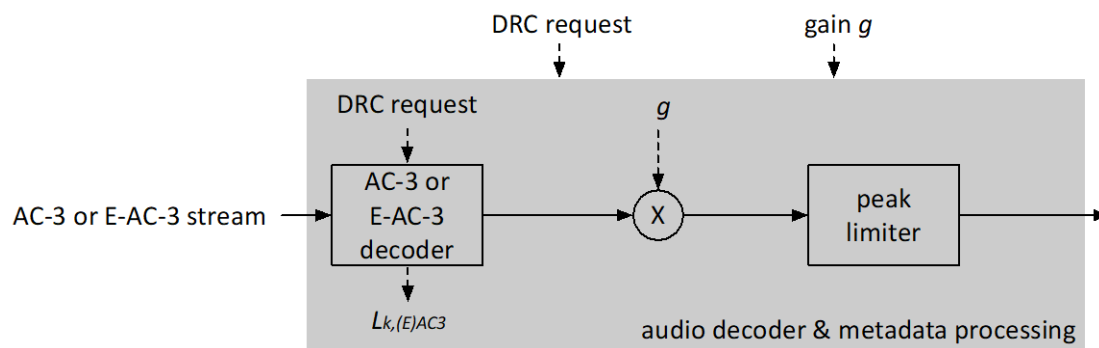 DRC request
gain g
DRC request
g
AC-3 or E-AC-3 stream
AC-3 or
E-AC-3
decoder
X
peak
limiter
Lk,(E)AC3
audio decoder & metadata processing